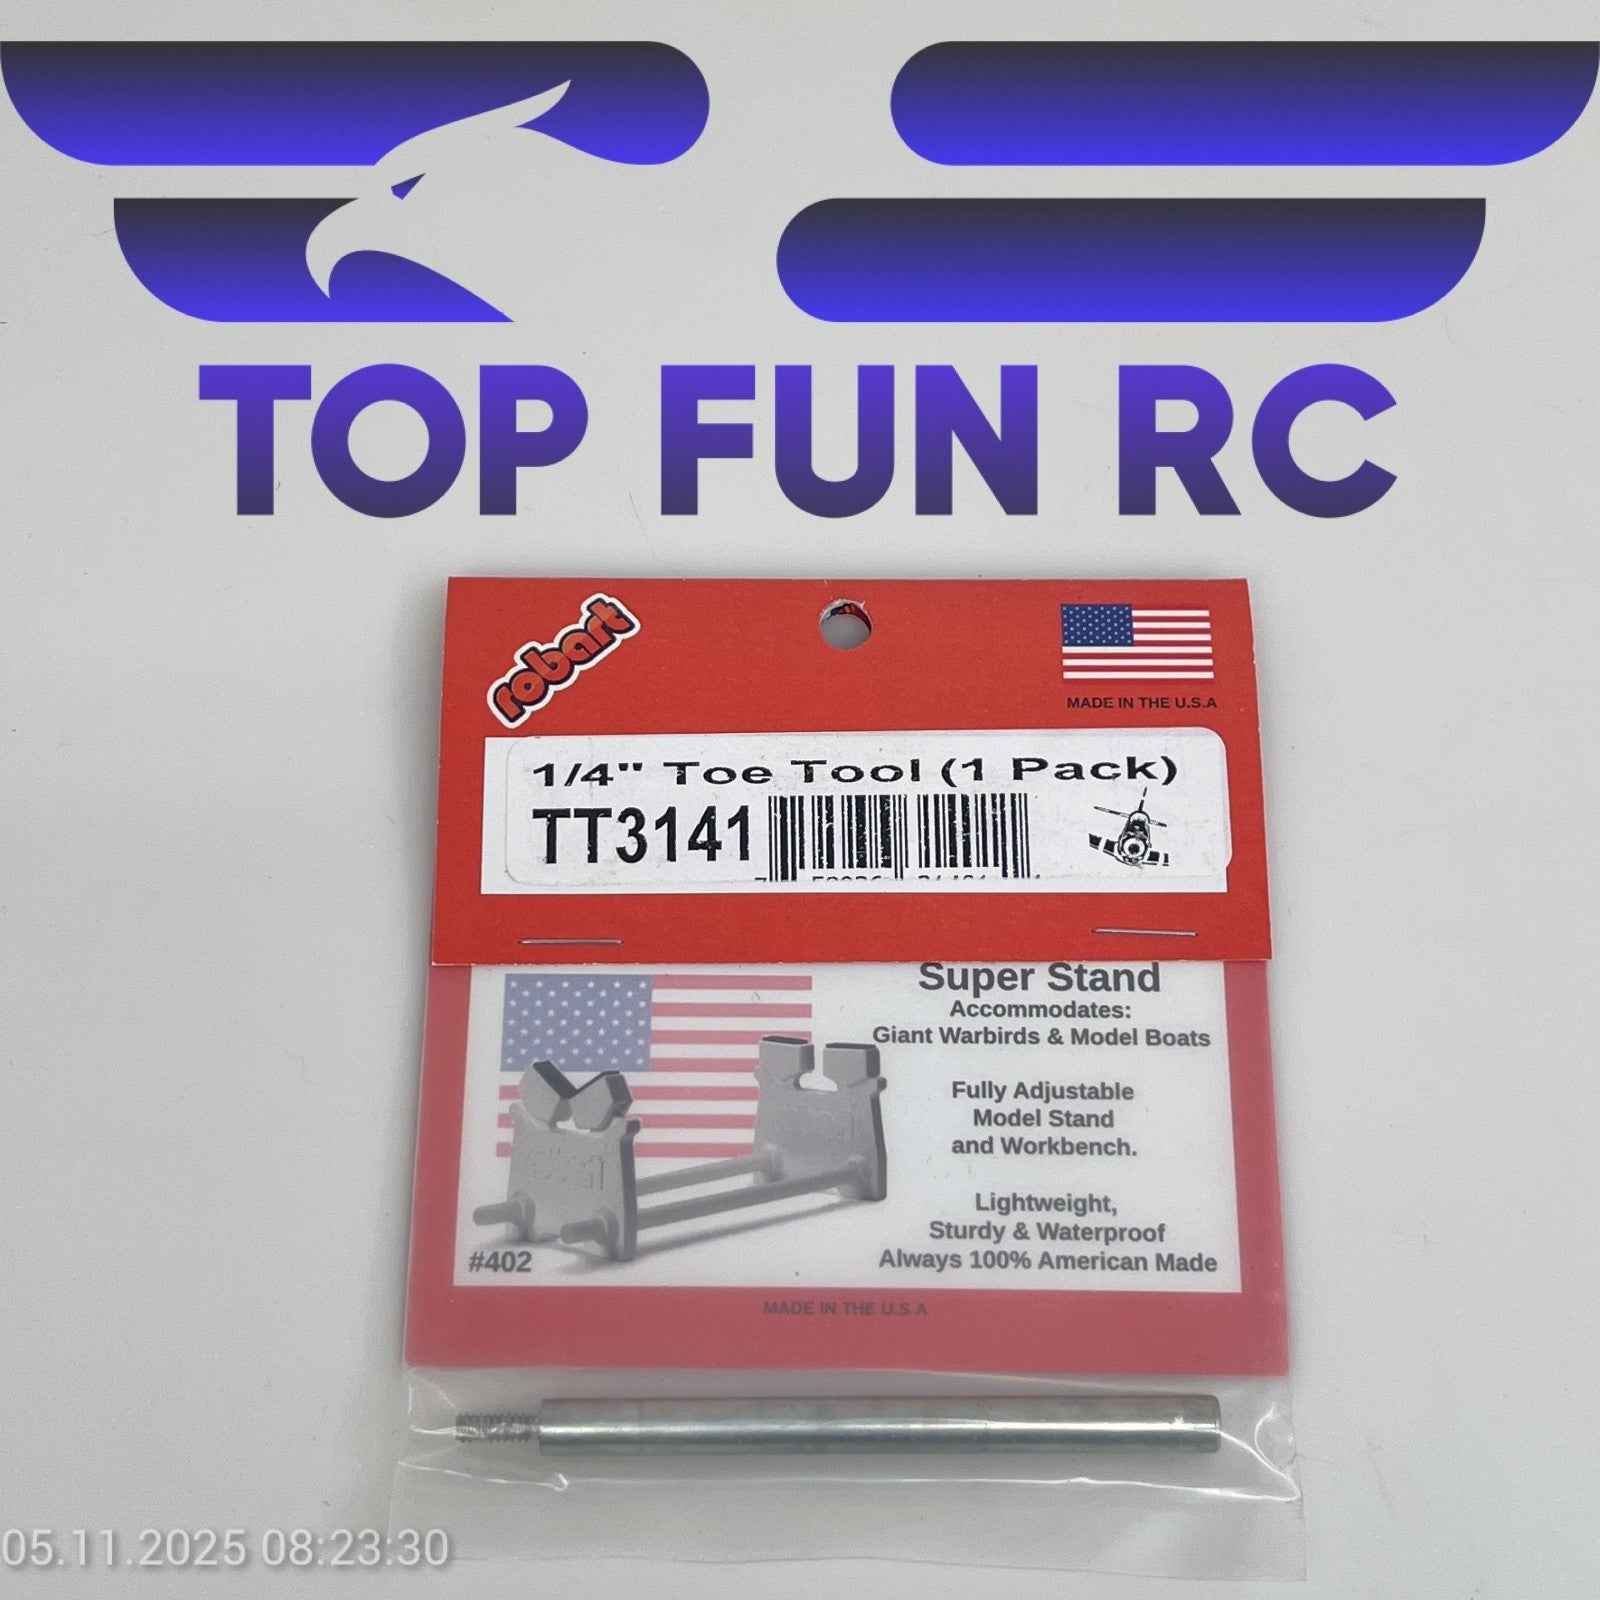 TOP FUN RC
robart
MADE IN THE U.S.A
1/4" Toe Tool (1 Pack)
TT3141
Super Stand
Accommodates:
Giant Warbirds & Model Boats
Fully Adjustable
Model Stand
and Workbench.
Lightweight,
Sturdy & Waterproof
Always 100% American Made
#402
MADE IN THE U.S.A
05.11.2025 08:23:30